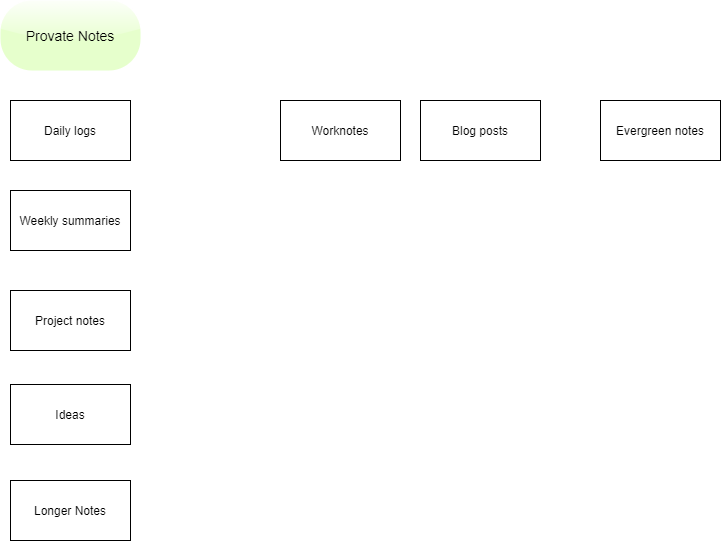 Provate Notes
Daily logs
Worknotes
Blog posts
Evergreen notes
Weekly summaries
Project notes
Ideas
Longer Notes